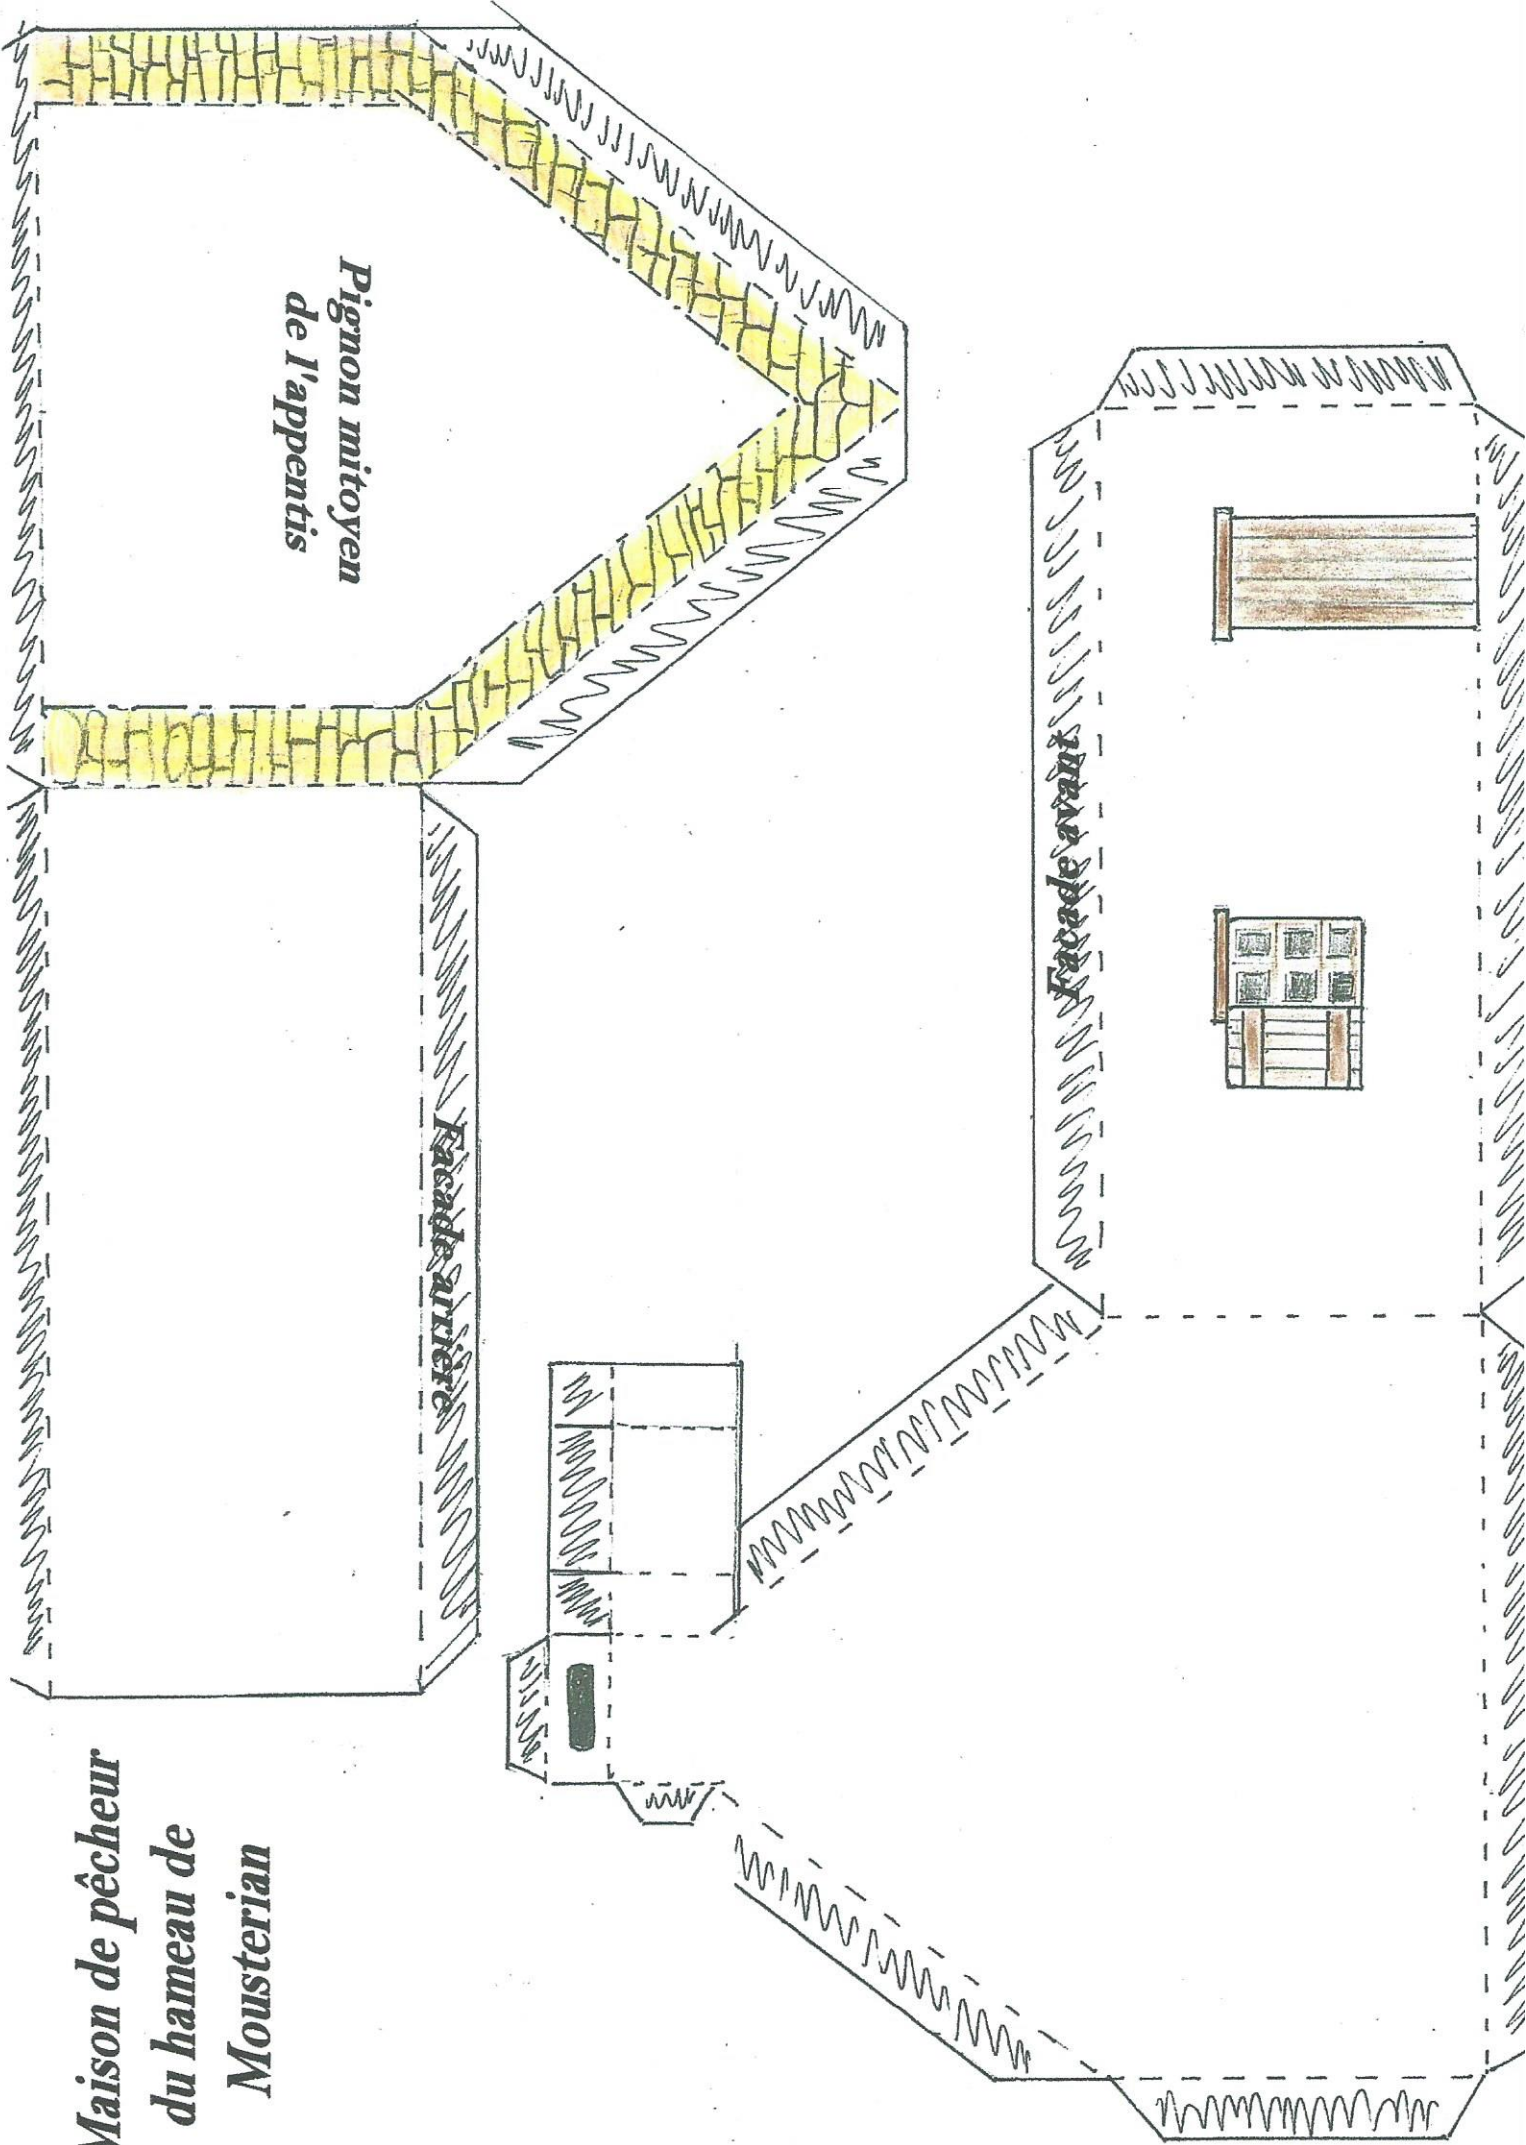 Pignon mitoyen
de l'appentis
Facade avant
Facade arrière
Maison de pêcheur
du hameau de
Mousterian